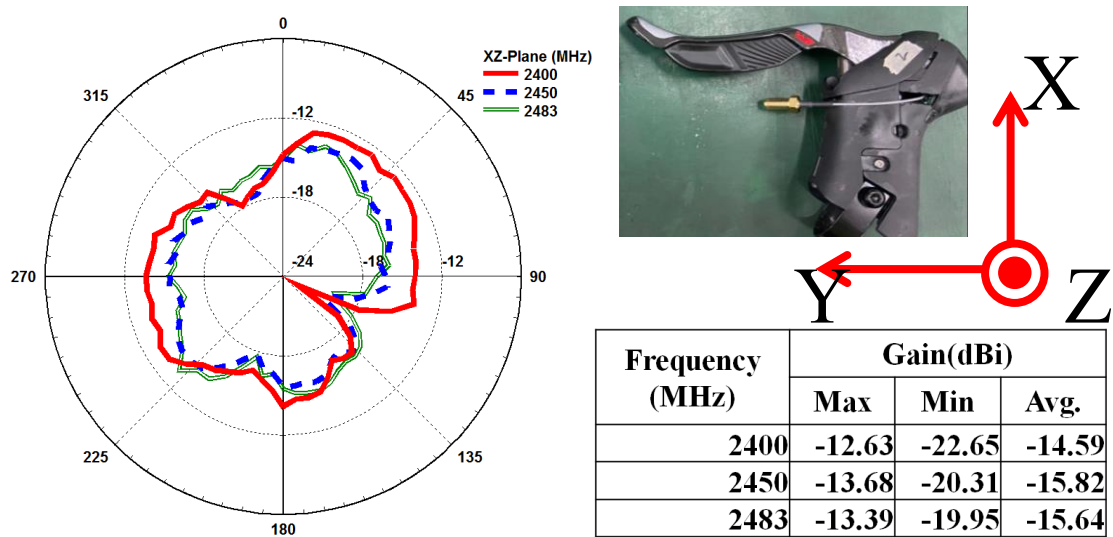 0
XZ-Plane (MHz)
2400
2450
2483
315
45
-12
-18
-24
-18
-12
270
90
225
135
180
X
Y
Z
Frequency (MHz)
Gain(dBi)
Max Min Avg.
2400 -12.63 -22.65 -14.59
2450 -13.68 -20.31 -15.82
2483 -13.39 -19.95 -15.64